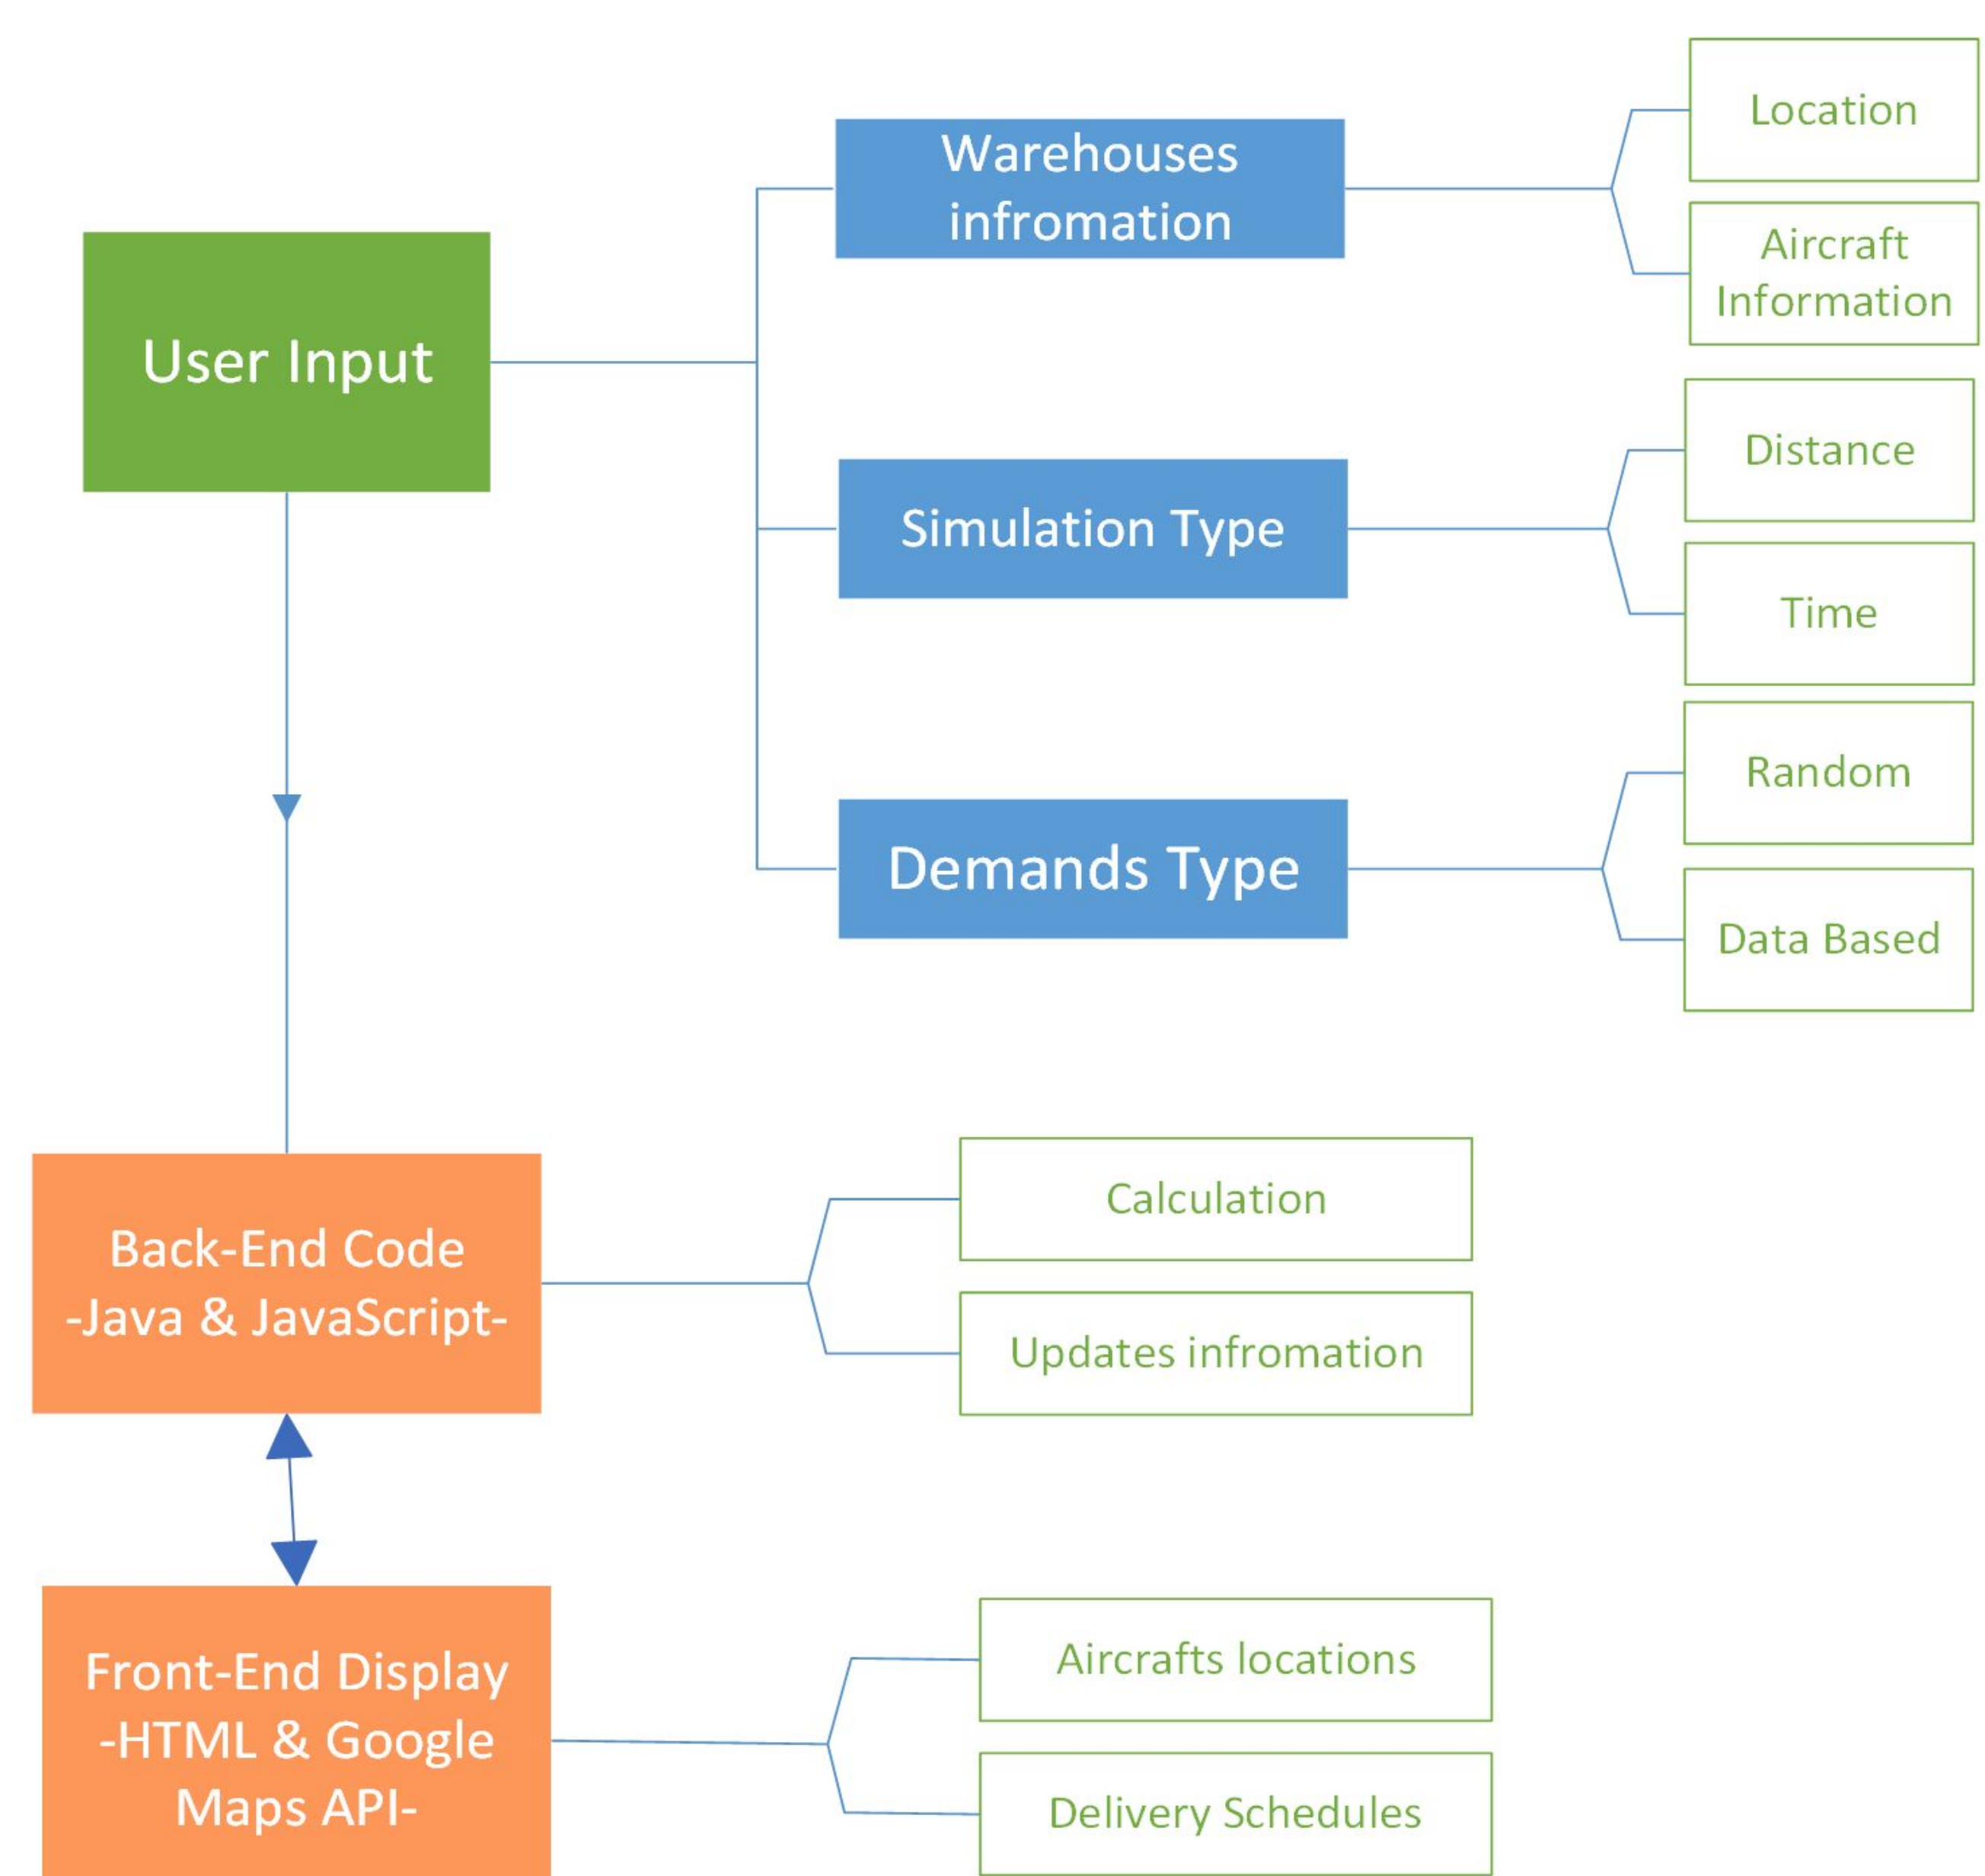 User Input
Warehouses
infromation
Location
Aircraft
Information
Simulation Type
Distance
Time
Demands Type
Random
Data Based
Back-End Code
-Java & JavaScript-
Calculation
Updates infromation
Front-End Display
-HTML & Google
Maps API-
Aircrafts locations
Delivery Schedules